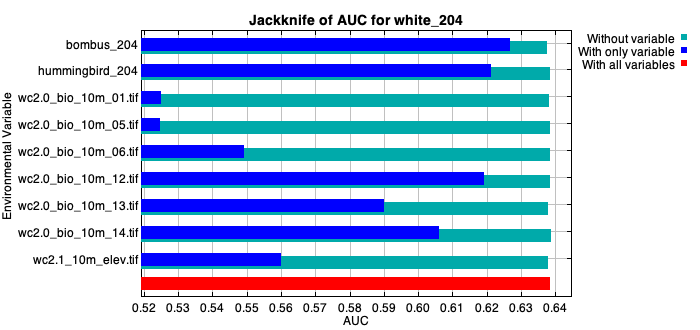 Jackknife of AUC for white_204
Without variable
With only variable
With all variables
Environmental Variable
bombus_204
hummingbird_204
wc2.0_bio_10m_01.tif
wc2.0_bio_10m_05.tif
wc2.0_bio_10m_06.tif
wc2.0_bio_10m_12.tif
wc2.0_bio_10m_13.tif
wc2.0_bio_10m_14.tif
wc2.1_10m_elev.tif
0.52 0.53 0.54 0.55 0.56 0.57 0.58 0.59 0.60 0.61 0.62 0.63 0.64
AUC